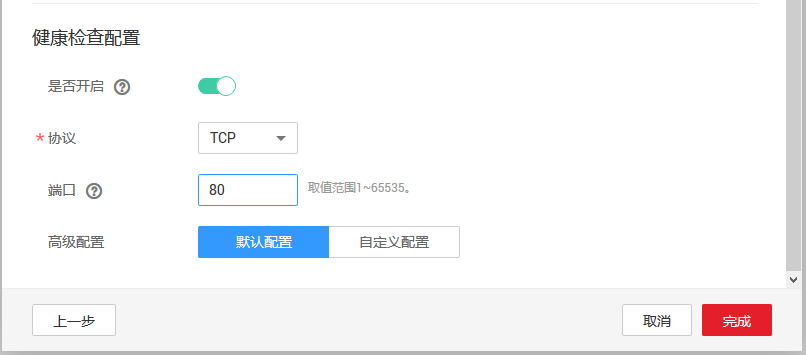 健康检查配置
是否开启 ?
* 协议 TCP
端口 ? 80 取值范围1~65535。
高级配置 默认配置 自定义配置
上一步 取消 完成